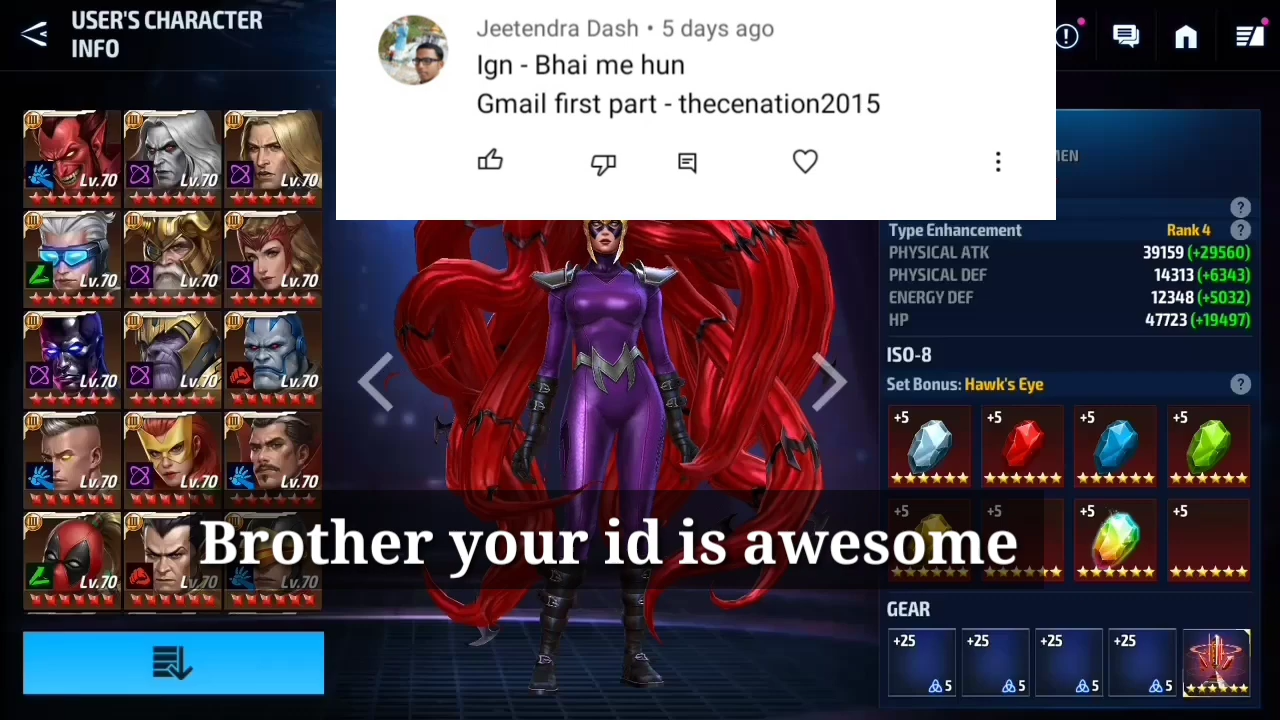 USER'S CHARACTER
INFO
Jeetendra Dash • 5 days ago
Ign - Bhai me hun
Gmail first part - thecenation2015
MEN
Lv.70 Lv.70 Lv.70
Lv.70 Lv.70 Lv.70
Lv.70 Lv.70 Lv.70
Lv.70 Lv.70 Lv.70
Lv.70 Lv.70 Lv.70
Type Enhancement Rank 4 ?
PHYSICAL ATK 39159 (+29560)
PHYSICAL DEF 14313 (+6343)
ENERGY DEF 12348 (+5032)
HP 47723 (+19497)
ISO-8
Set Bonus: Hawk's Eye ?
+5 +5 +5 +5
+5 +5 +5 +5
Brother your id is awesome
GEAR
+25 +25 +25 +25
5 5 5 5